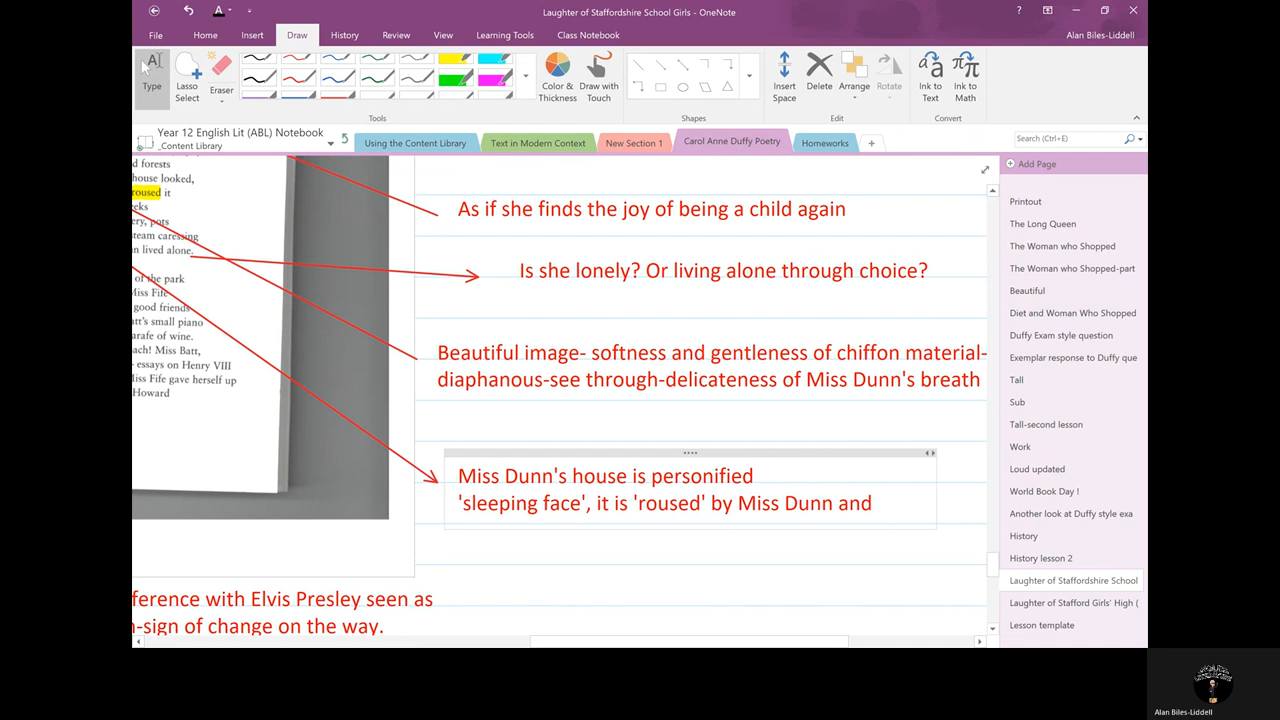 Laughter of Staffordshire School Girls - OneNote
File Home Insert Draw History Review View Learning Tools Class Notebook
Alan Biles-Liddell
Type
Lasso Select
Eraser
Color & Thickness
Draw with Touch
Insert Space
Delete
Arrange
Rotate
Ink to Text
Ink to Math
Tools
Shapes
Edit
Convert
Year 12 English Lit (ABL) Notebook
_Content Library
Using the Content Library
Text in Modern Context
New Section 1
Carol Anne Duffy Poetry
Homeworks
Search (Ctrl+E)
d forests
house looked,
roused it
eks
ery, pots
steam caressing
n lived alone.
of the park
Miss Fife
good friends
att's small piano
arafe of wine.
ach! Miss Batt,
- essays on Henry VIII
Miss Fife gave herself up
Howard
As if she finds the joy of being a child again
Is she lonely? Or living alone through choice?
Beautiful image- softness and gentleness of chiffon material-
diaphanous-see through-delicateness of Miss Dunn's breath
Miss Dunn's house is personified
'sleeping face', it is 'roused' by Miss Dunn and
ference with Elvis Presley seen as
-sign of change on the way.
Add Page
Printout
The Long Queen
The Woman who Shopped
The Woman who Shopped-part
Beautiful
Diet and Woman Who Shopped
Duffy Exam style question
Exemplar response to Duffy que
Tall
Sub
Tall-second lesson
Work
Loud updated
World Book Day !
Another look at Duffy style exa
History
History lesson 2
Laughter of Staffordshire School
Laughter of Stafford Girls' High (
Lesson template
Alan Biles-Liddell